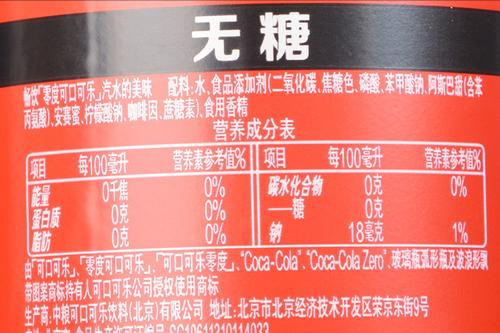 无糖
畅饮“零度可口可乐”汽水的美味 配料:水、食品添加剂(二氧化碳、焦糖色、磷酸、苯甲酸钠、阿斯巴甜(含苯
丙氨酸)、安赛蜜、柠檬酸钠、咖啡因、蔗糖素)、食用香精
营养成分表
项目 每100毫升 营养素参考值% 项目 每100毫升 营养素参考值%
能量 0千焦 0% 碳水化合物 0克 0%
蛋白质 0克 0% ——糖 0克
脂肪 0克 0% 钠 18毫克 1%
由“可口可乐”、“零度可口可乐”、“可口可乐零度”、“Coca-Cola”、“Coca-Cola Zero”、玻璃瓶弧形瓶及波浪形飘
带图案商标持有人可口可乐公司授权使用商标
生产商:中粮可口可乐饮料(北京)有限公司 地址:北京市北京经济技术开发区荣京东街9号
食品生产许可证编号 SC10611310114033